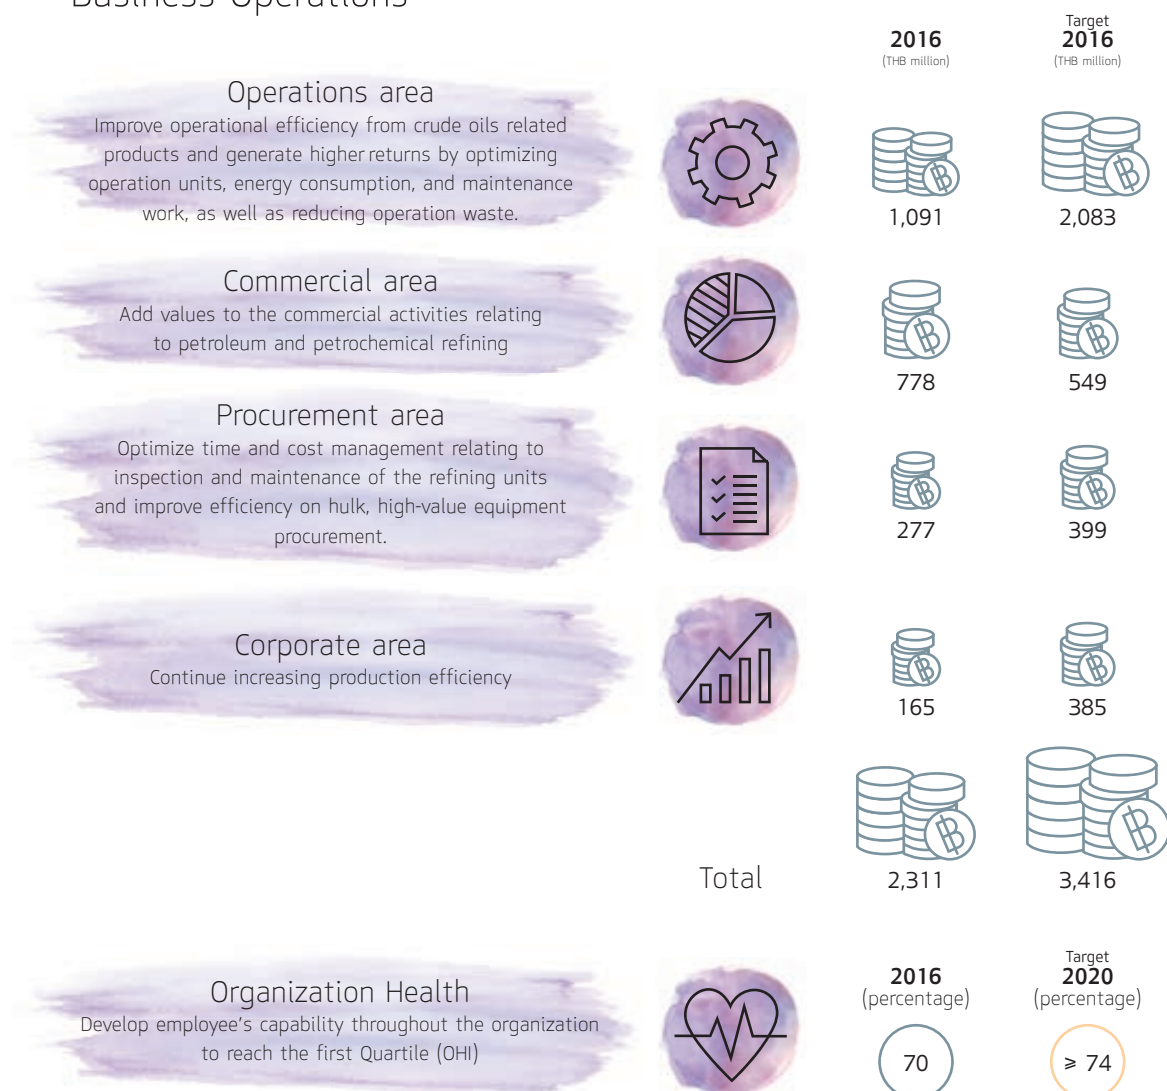 Business Operations
2016
(THB million)
Target
2016
(THB million)
Operations area
Improve operational efficiency from crude oils related
products and generate higher returns by optimizing
operation units, energy consumption, and maintenance
work, as well as reducing operation waste.
1,091
2,083
Commercial area
Add values to the commercial activities relating
to petroleum and petrochemical refining
778
549
Procurement area
Optimize time and cost management relating to
inspection and maintenance of the refining units
and improve efficiency on hulk, high-value equipment
procurement.
277
399
Corporate area
Continue increasing production efficiency
165
385
Total
2,311
3,416
Organization Health
Develop employee's capability throughout the organization
to reach the first Quartile (OHI)
2016
(percentage)
Target
2020
(percentage)
70
⩾ 74